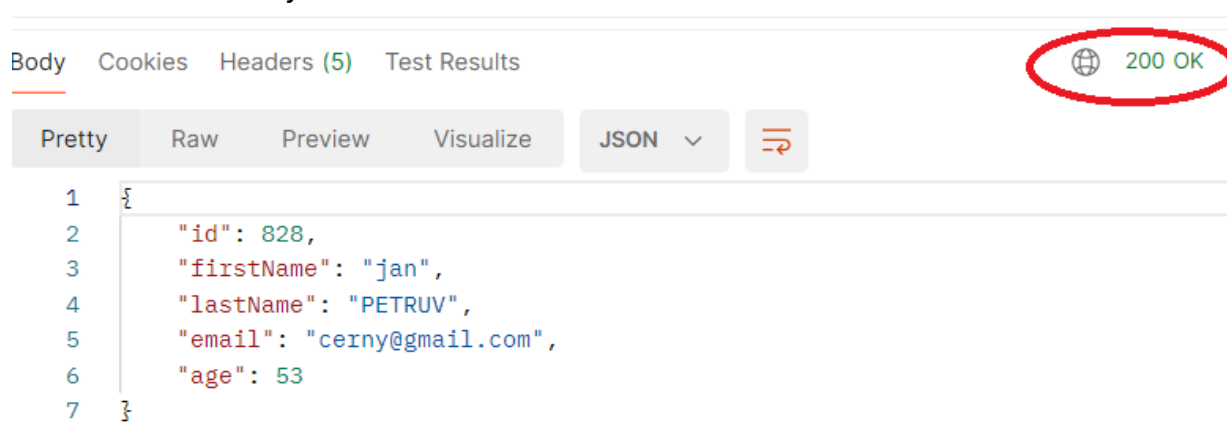 Body Cookies Headers (5) Test Results 200 OK
Pretty Raw Preview Visualize JSON
1 {
2 "id": 828,
3 "firstName": "jan",
4 "lastName": "PETRUV",
5 "email": "cerny@gmail.com",
6 "age": 53
7 }